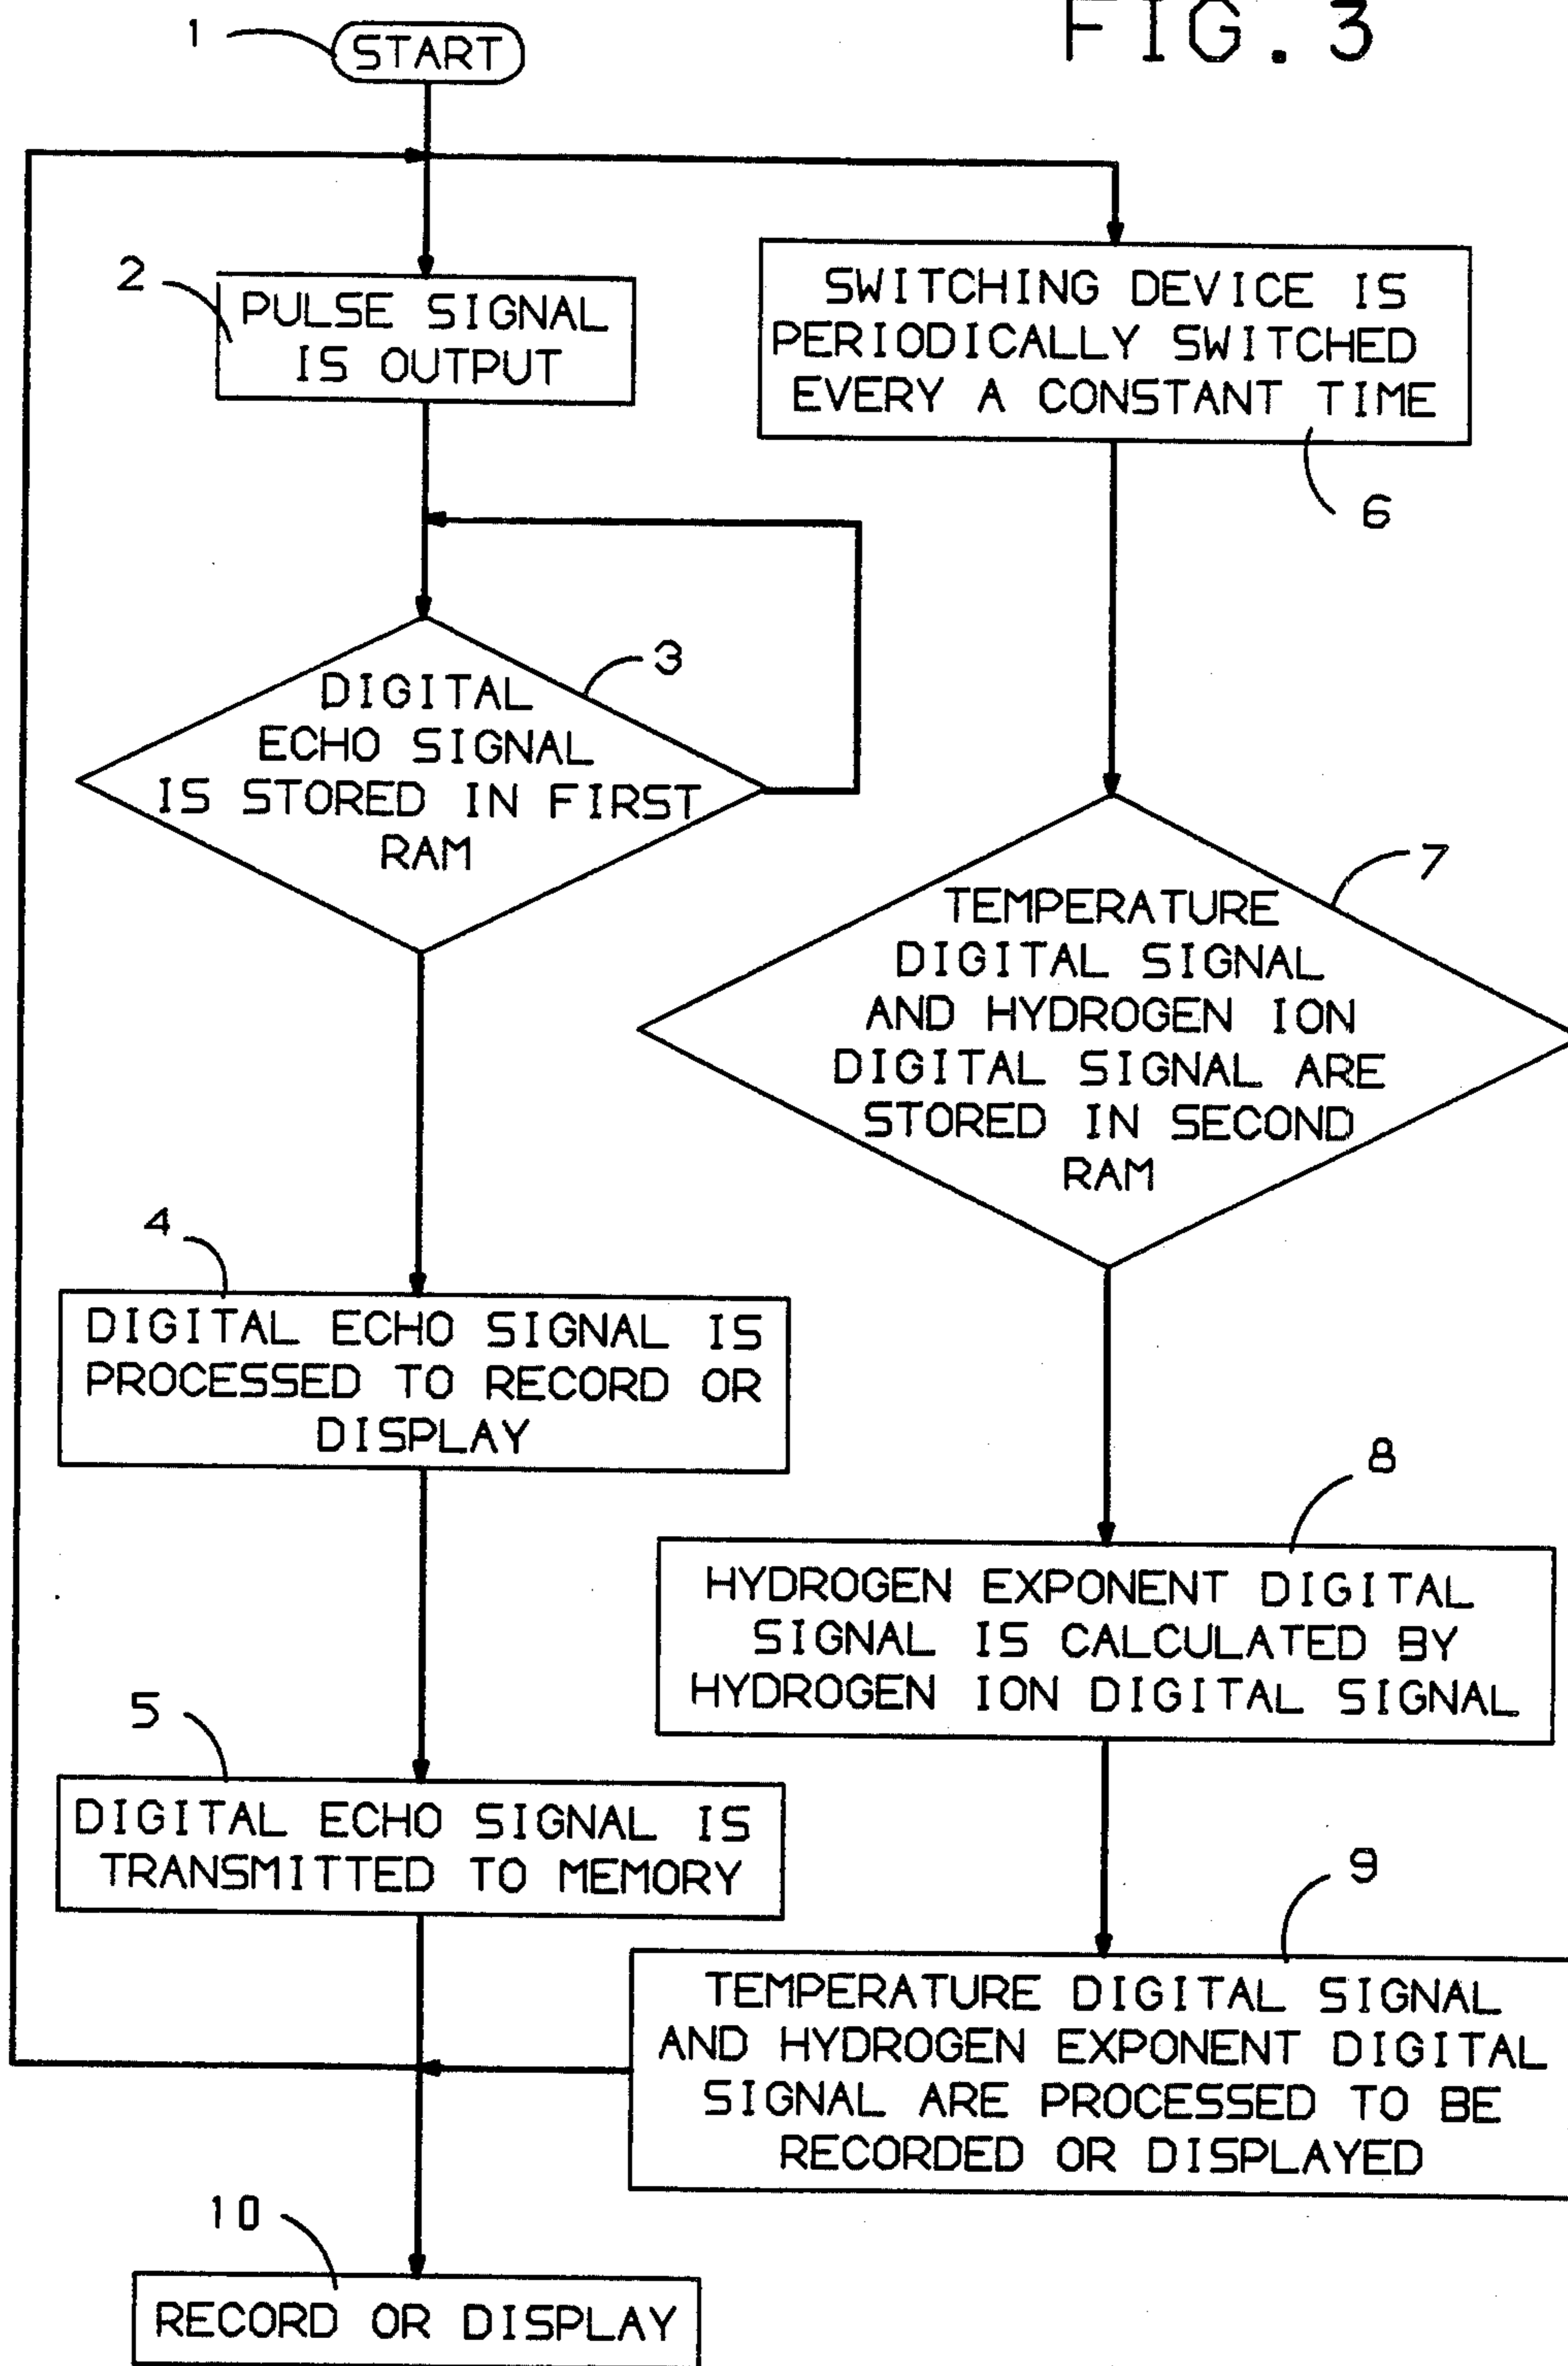 FIG. 3
1
START
2
PULSE SIGNAL
IS OUTPUT
SWITCHING DEVICE IS
PERIODICALLY SWITCHED
EVERY A CONSTANT TIME
6
3
DIGITAL
ECHO SIGNAL
IS STORED IN FIRST
RAM
7
TEMPERATURE
DIGITAL SIGNAL
AND HYDROGEN ION
DIGITAL SIGNAL ARE
STORED IN SECOND
RAM
4
DIGITAL ECHO SIGNAL IS
PROCESSED TO RECORD OR
DISPLAY
8
HYDROGEN EXPONENT DIGITAL
SIGNAL IS CALCULATED BY
HYDROGEN ION DIGITAL SIGNAL
5
DIGITAL ECHO SIGNAL IS
TRANSMITTED TO MEMORY
9
TEMPERATURE DIGITAL SIGNAL
AND HYDROGEN EXPONENT DIGITAL
SIGNAL ARE PROCESSED TO BE
RECORDED OR DISPLAYED
10
RECORD OR DISPLAY